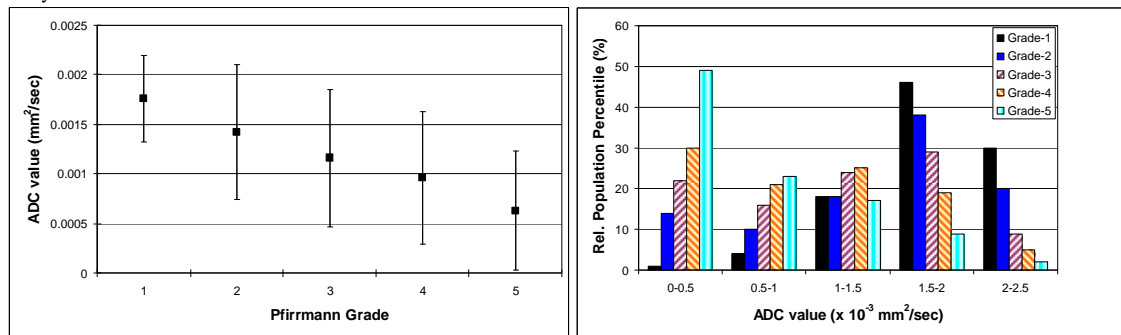 0.0025
0.002
0.0015
0.001
0.0005
0
ADC value (mm²/sec)
1 2 3 4 5
Pfirrmann Grade
60
50
40
30
20
10
0
Rel. Population Percentile (%)
Grade-1
Grade-2
Grade-3
Grade-4
Grade-5
0-0.5 0.5-1 1-1.5 1.5-2 2-2.5
ADC value (x 10⁻³ mm²/sec)